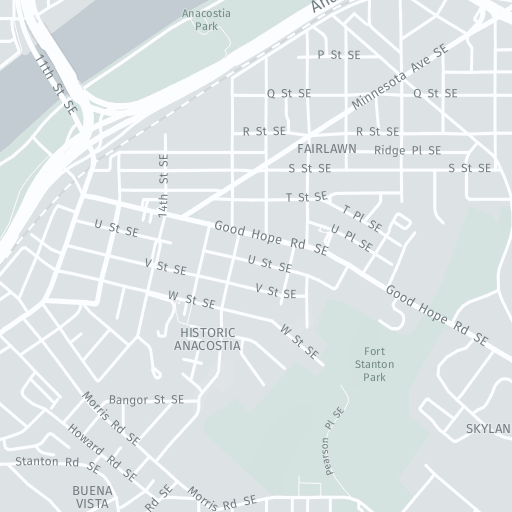 Anacostia
Park
P St SE
Minnesota Ave SE
11th St SE
Q St SE
Q St SE
R St SE
R St SE
FAIRLAWN
Ridge Pl SE
14th St SE
S St SE
S St SE
T St SE
T Pl SE
U St SE
Good Hope Rd SE
U Pl SE
V St SE
U St SE
W St SE
V St SE
Good Hope Rd SE
HISTORIC
ANACOSTIA
W St SE
Fort
Stanton
Park
Bangor St SE
Morris Rd SE
Pearson Pl SE
Howard Rd SE
SKYLAN
Stanton Rd SE
BUENA
VISTA
Rd SE
Morris Rd SE